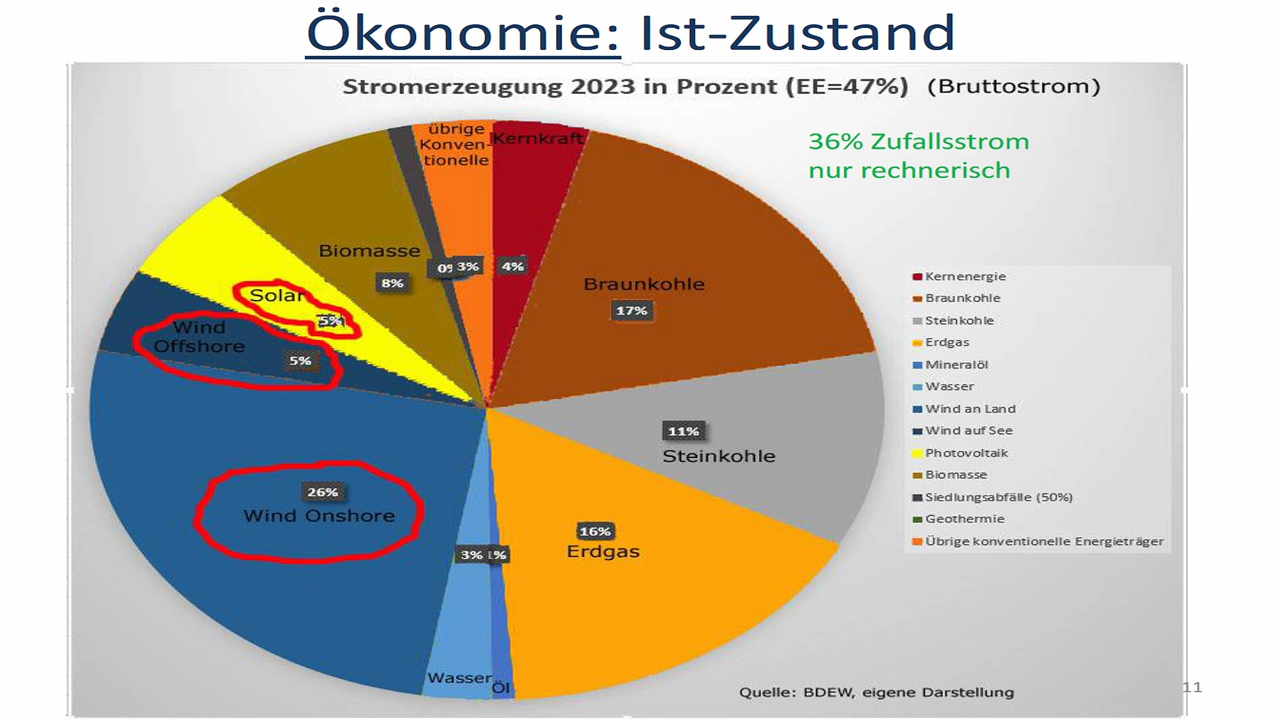 Ökonomie: Ist-Zustand
Stromerzeugung 2023 in Prozent (EE=47%) (Bruttostrom)
36% Zufallsstrom
nur rechnerisch
übrige
Konven-
tionelle
Kernkraft
Biomasse
8%
3%
4%
Braunkohle
17%
Solar
5%
Wind
Offshore
5%
11%
Steinkohle
26%
Wind Onshore
16%
Erdgas
3%
Wasser
Öl
Kernenergie
Braunkohle
Steinkohle
Erdgas
Mineralöl
Wasser
Wind an Land
Wind auf See
Photovoltaik
Biomasse
Siedlungsabfälle (50%)
Geothermie
Übrige konventionelle Energieträger
Quelle: BDEW, eigene Darstellung
11